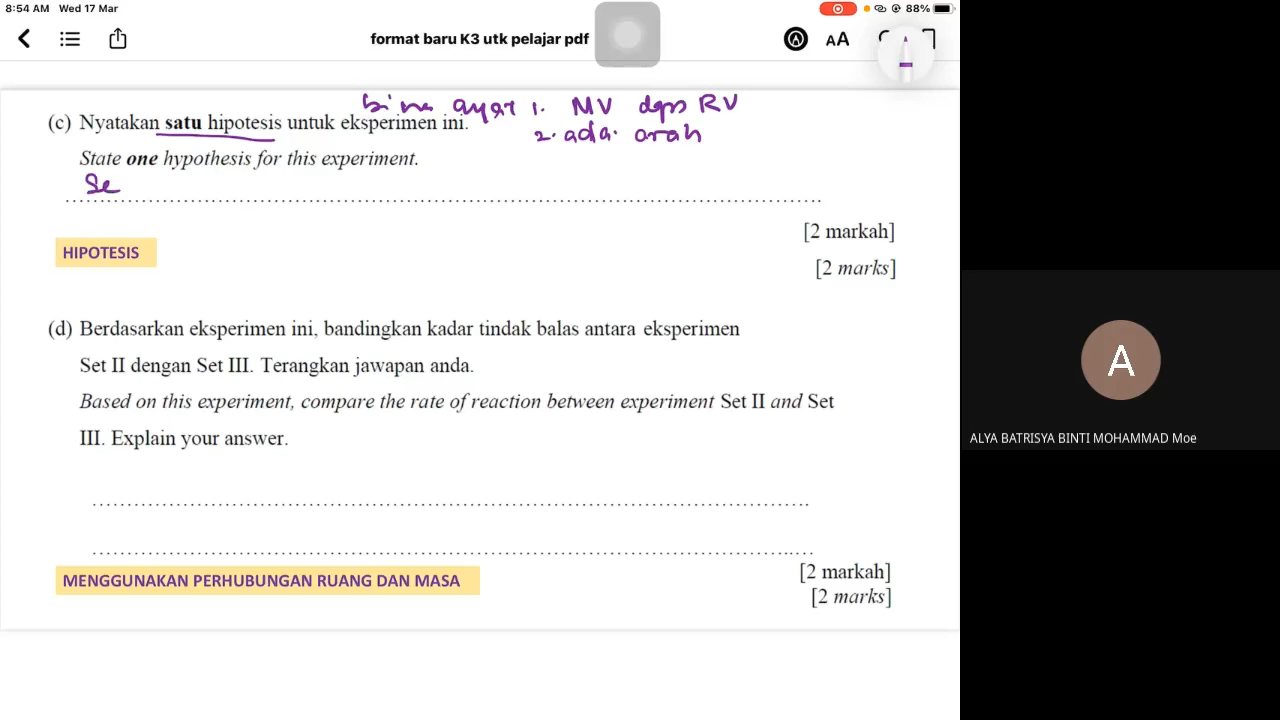 8:54 AM Wed 17 Mar
88%
format baru K3 utk pelajar pdf
AA
bina ayat 1. MV dgn RV
(c) Nyatakan satu hipotesis untuk eksperimen ini.
2. ada arah
State one hypothesis for this experiment.
Se
[2 markah]
HIPOTESIS
[2 marks]
(d) Berdasarkan eksperimen ini, bandingkan kadar tindak balas antara eksperimen
Set II dengan Set III. Terangkan jawapan anda.
Based on this experiment, compare the rate of reaction between experiment Set II and Set
III. Explain your answer.
[2 markah]
MENGGUNAKAN PERHUBUNGAN RUANG DAN MASA
[2 marks]
A
ALYA BATRISYA BINTI MOHAMMAD Moe